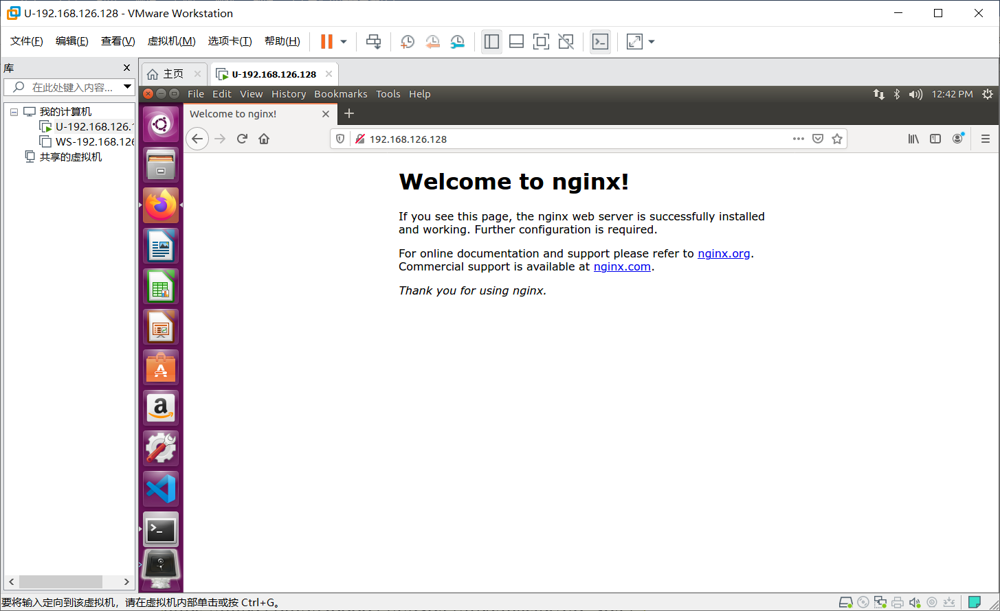 U-192.168.126.128 - VMware Workstation
文件(F) 编辑(E) 查看(V) 虚拟机(M) 选项卡(T) 帮助(H)
库
在此处键入内容...
我的计算机
U-192.168.126.1
WS-192.168.126
共享的虚拟机
主页
U-192.168.126.128
File Edit View History Bookmarks Tools Help
12:42 PM
Welcome to nginx!
192.168.126.128
Welcome to nginx!
If you see this page, the nginx web server is successfully installed
and working. Further configuration is required.
For online documentation and support please refer to nginx.org.
Commercial support is available at nginx.com.
Thank you for using nginx.
要将输入定向到该虚拟机，请在虚拟机内部单击或按 Ctrl+G。